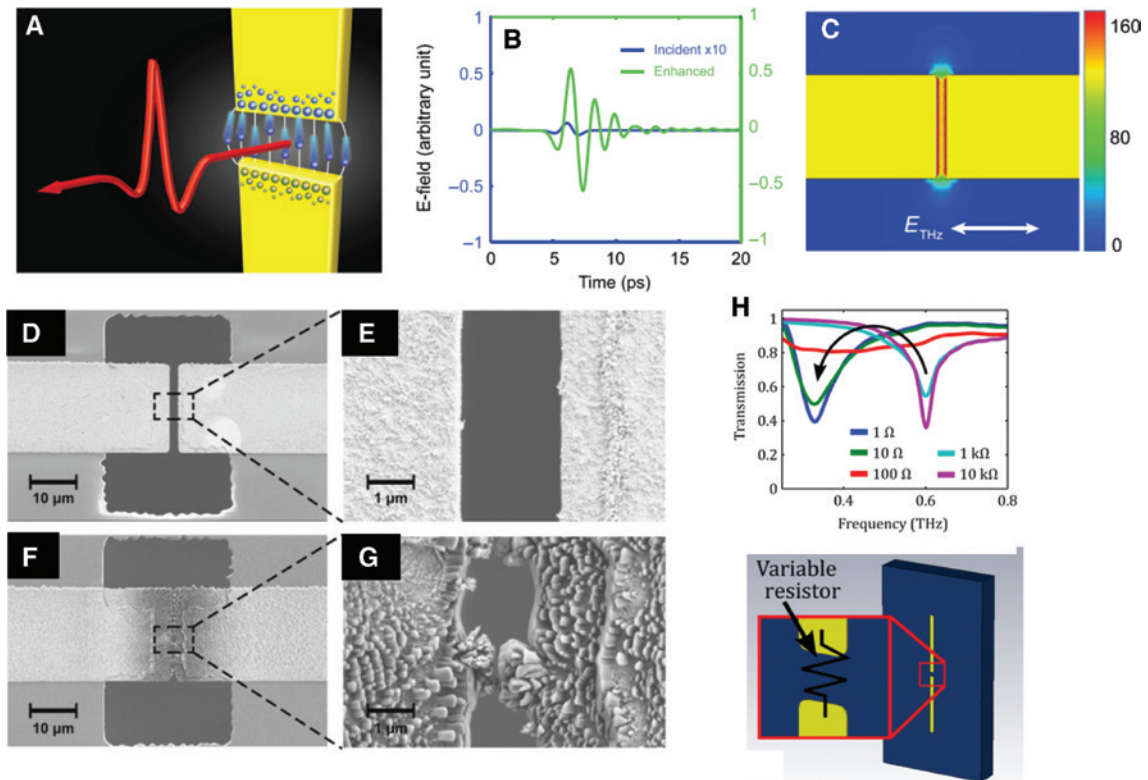 A
B
1
0.5
0
−0.5
−1
1
0.5
0
−0.5
−1
Incident x10
Enhanced
E-field (arbitrary unit)
0
5
10
15
20
Time (ps)
C
E THz
160
80
0
D
10 μm
E
1 μm
F
10 μm
G
1 μm
H
1
0.8
0.6
0.4
0.2
0
Transmission
1 Ω
10 Ω
100 Ω
1 kΩ
10 kΩ
0.4
0.6
0.8
Frequency (THz)
Variable
resistor